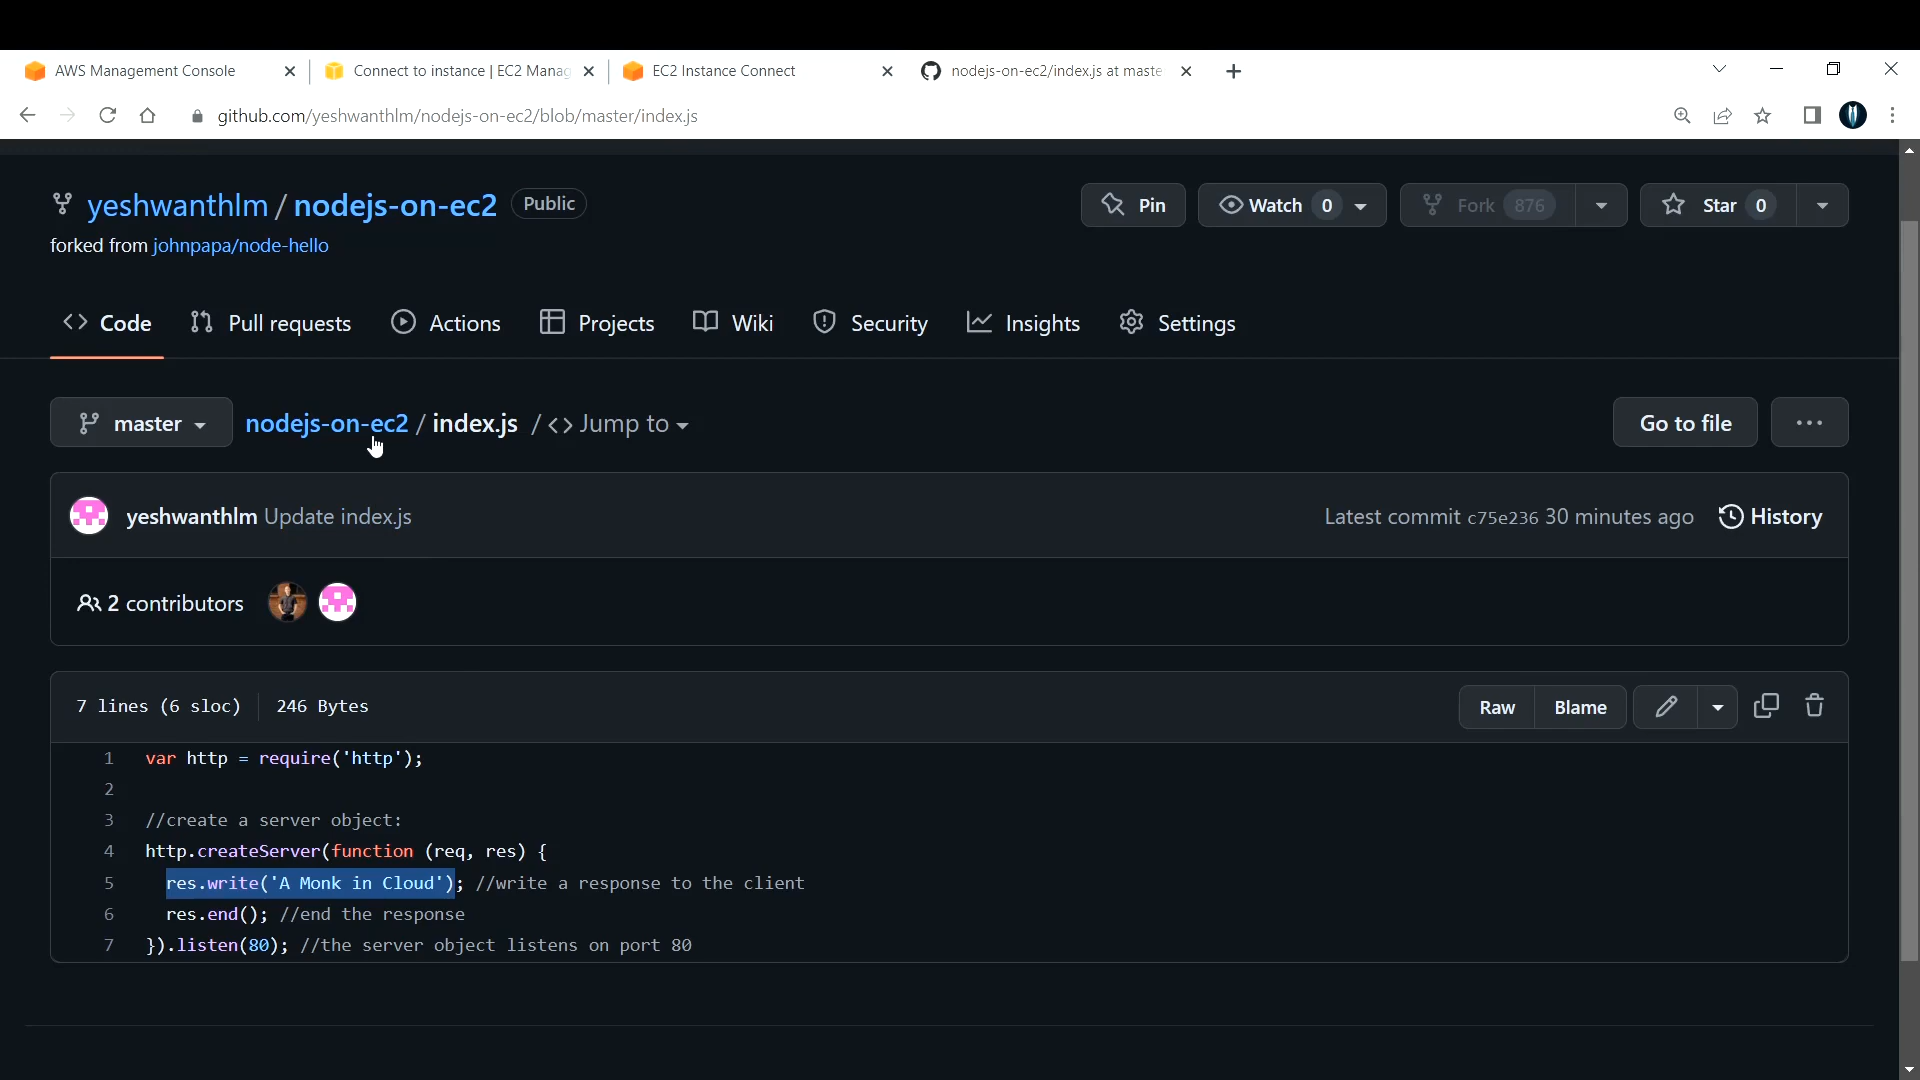 AWS Management Console
Connect to instance | EC2 Manag
EC2 Instance Connect
nodejs-on-ec2/index.js at maste
github.com/yeshwanthlm/nodejs-on-ec2/blob/master/index.js
yeshwanthlm / nodejs-on-ec2 Public
Pin
Watch 0
Fork 876
Star 0
forked from johnpapa/node-hello
Code
Pull requests
Actions
Projects
Wiki
Security
Insights
Settings
master
nodejs-on-ec2 / index.js / <> Jump to
Go to file
...
yeshwanthlm Update index.js
Latest commit c75e236 30 minutes ago
History
2 contributors
7 lines (6 sloc)
246 Bytes
Raw
Blame
1 var http = require('http');
2
3 //create a server object:
4 http.createServer(function (req, res) {
5 res.write('A Monk in Cloud'); //write a response to the client
6 res.end(); //end the response
7 }).listen(80); //the server object listens on port 80